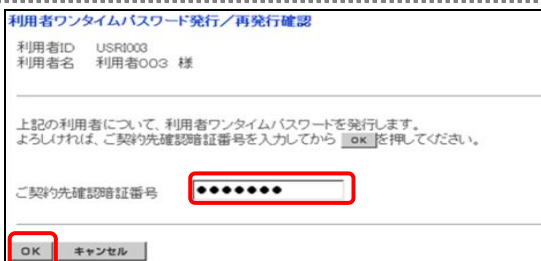 利用者ワンタイムパスワード発行／再発行確認
利用者ID USRI003
利用者名 利用者003 様
上記の利用者について、利用者ワンタイムパスワードを発行します。
よろしければ、ご契約先確認暗証番号を入力してから OK を押してください。
ご契約先確認暗証番号 ●●●●●●●
OK キャンセル